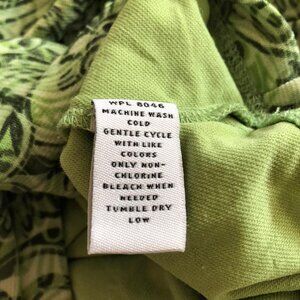 WPL 8046
MACHINE WASH
COLD
GENTLE CYCLE
WITH LIKE
COLORS
ONLY NON-
CHLORINE
BLEACH WHEN
NEEDED
TUMBLE DRY
LOW